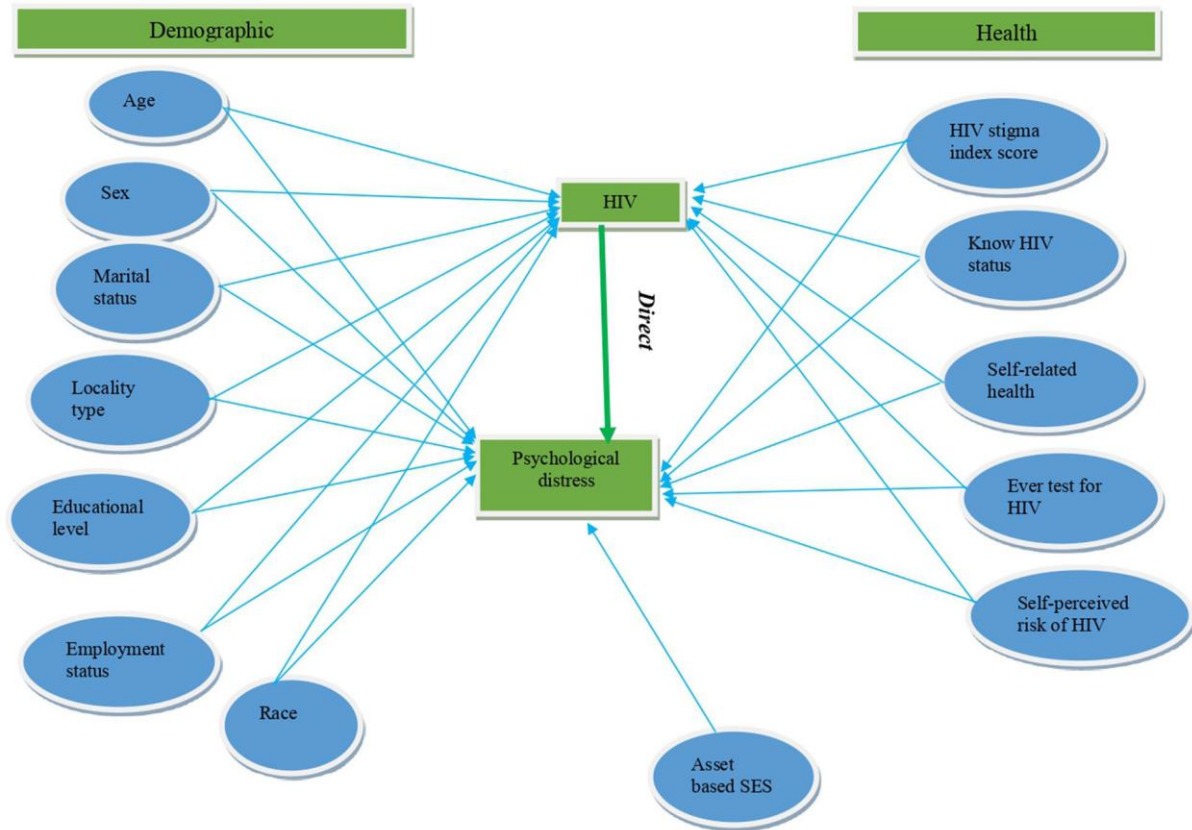 Demographic
Health
Age
Sex
Marital
status
Locality
type
Educational
level
Employment
status
Race
HIV
Direct
Psychological
distress
Asset
based SES
HIV stigma
index score
Know HIV
status
Self-related
health
Ever test for
HIV
Self-perceived
risk of HIV